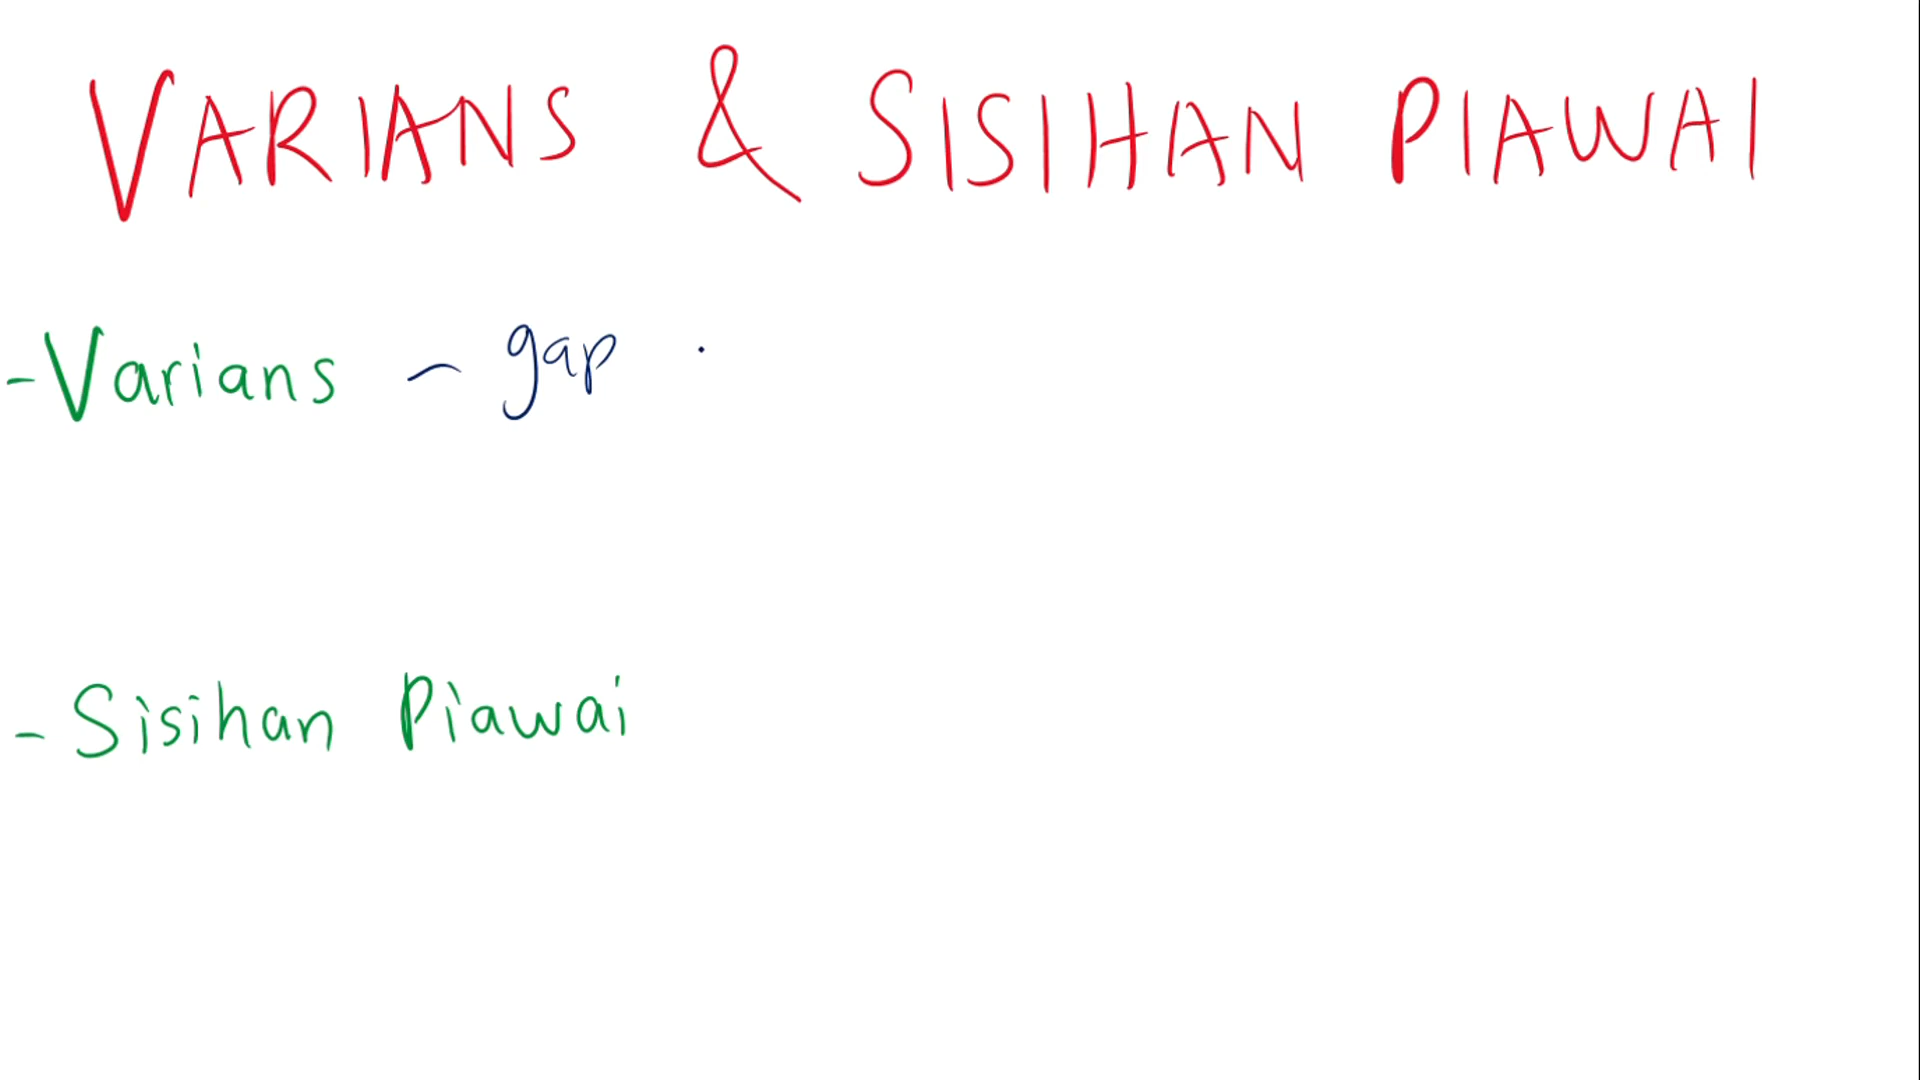 VARIANS & SISIHAN PIAWAI
- Varians ~ gap .
- Sisihan Piawai